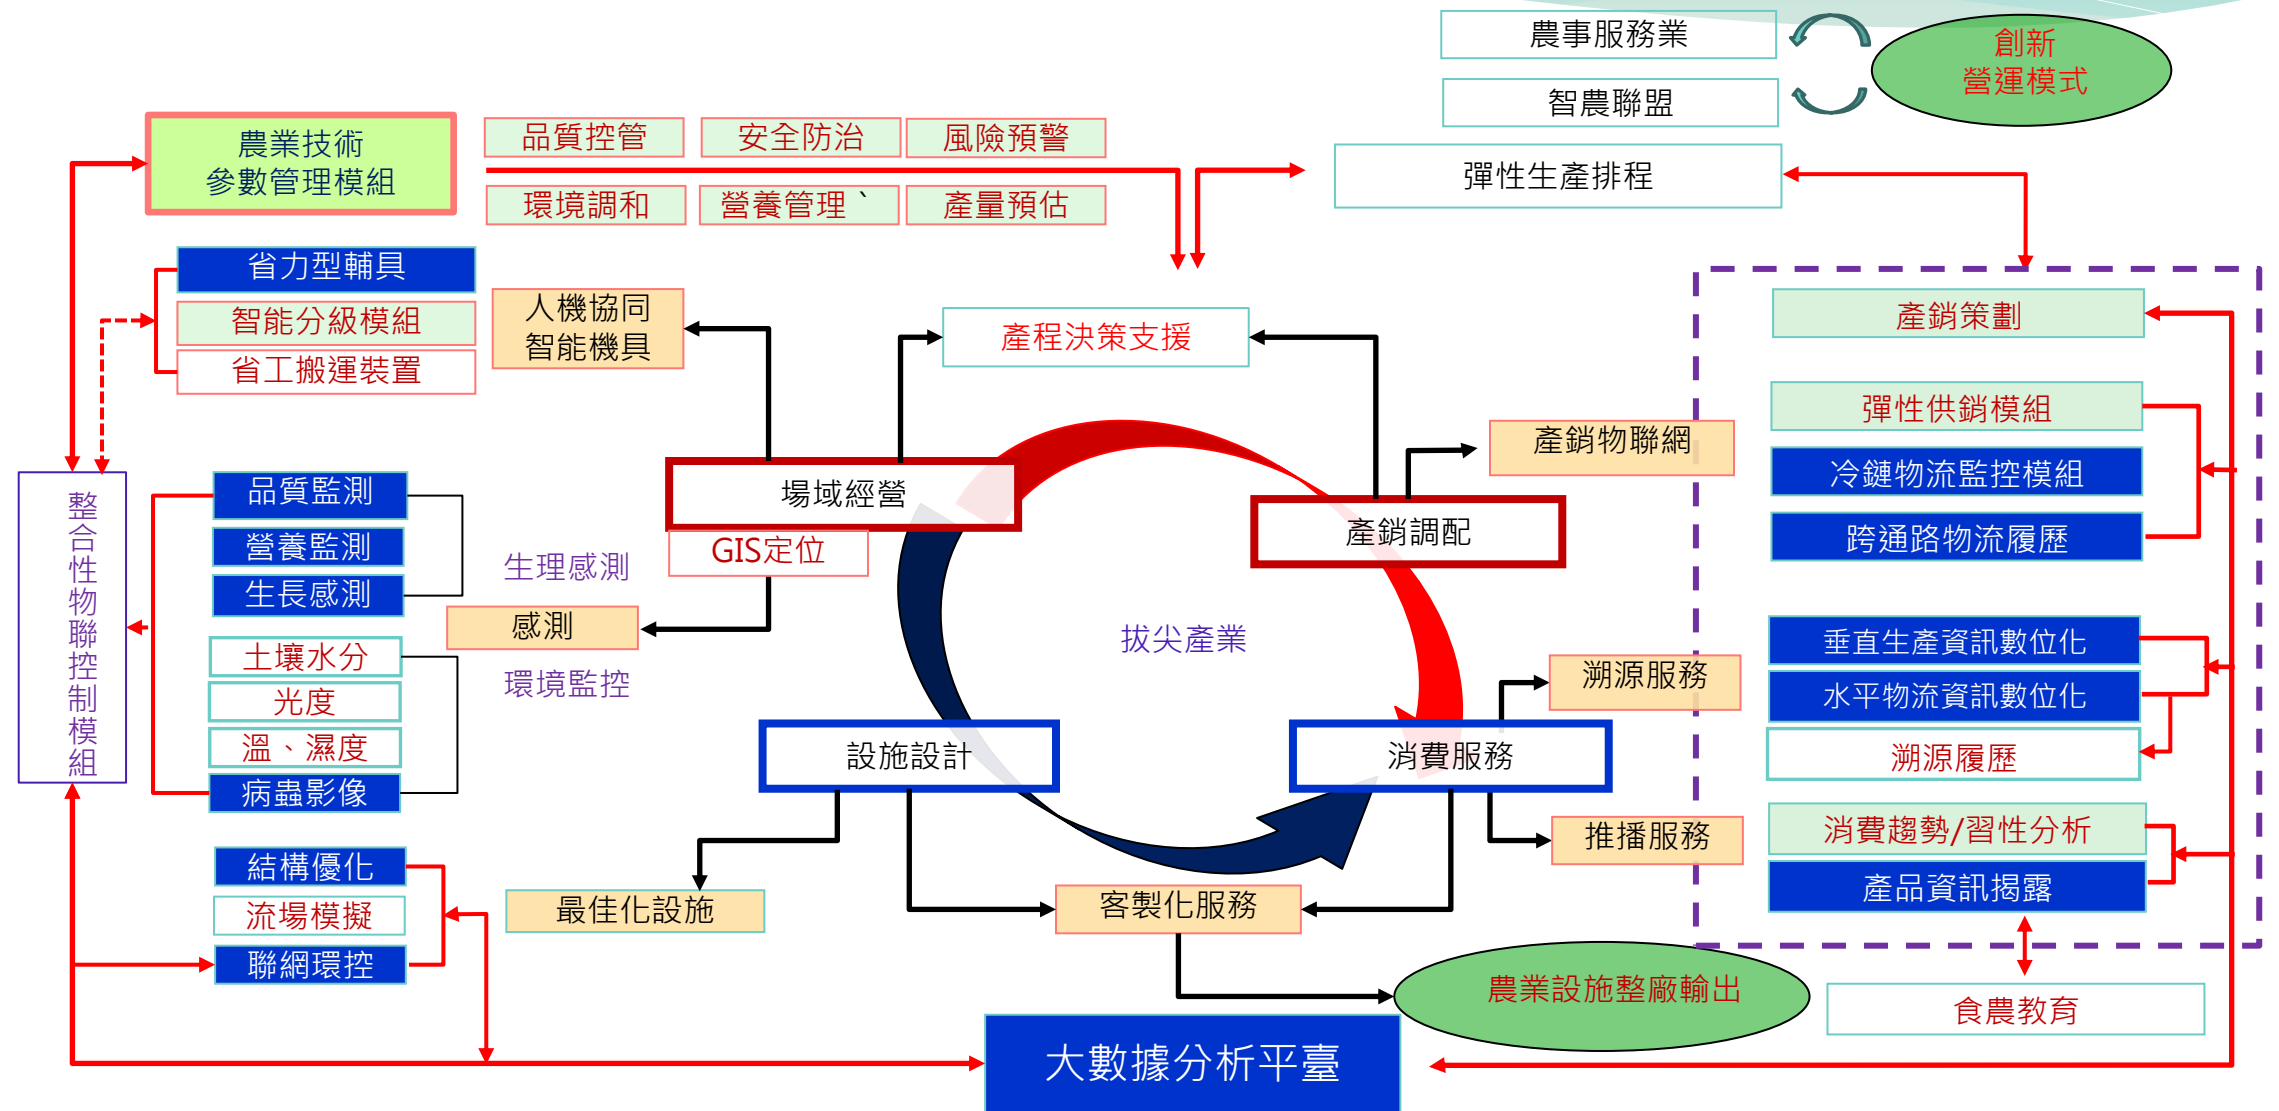 農事服務業
創新
營運模式
智農聯盟
農業技術
參數管理模組
品質控管
安全防治
風險預警
彈性生產排程
環境調和
營養管理`
產量預估
省力型輔具
智能分級模組
省工搬運裝置
人機協同
智能機具
產程決策支援
產銷策劃
彈性供銷模組
冷鏈物流監控模組
跨通路物流履歷
產銷物聯網
場域經營
GIS定位
產銷調配
整合性物聯控制模組
品質監測
營養監測
生長感測
生理感測
感測
環境監控
拔尖產業
土壤水分
光度
溫、濕度
病蟲影像
垂直生產資訊數位化
水平物流資訊數位化
溯源履歷
溯源服務
設施設計
消費服務
推播服務
消費趨勢/習性分析
產品資訊揭露
結構優化
流場模擬
聯網環控
最佳化設施
客製化服務
農業設施整廠輸出
食農教育
大數據分析平臺